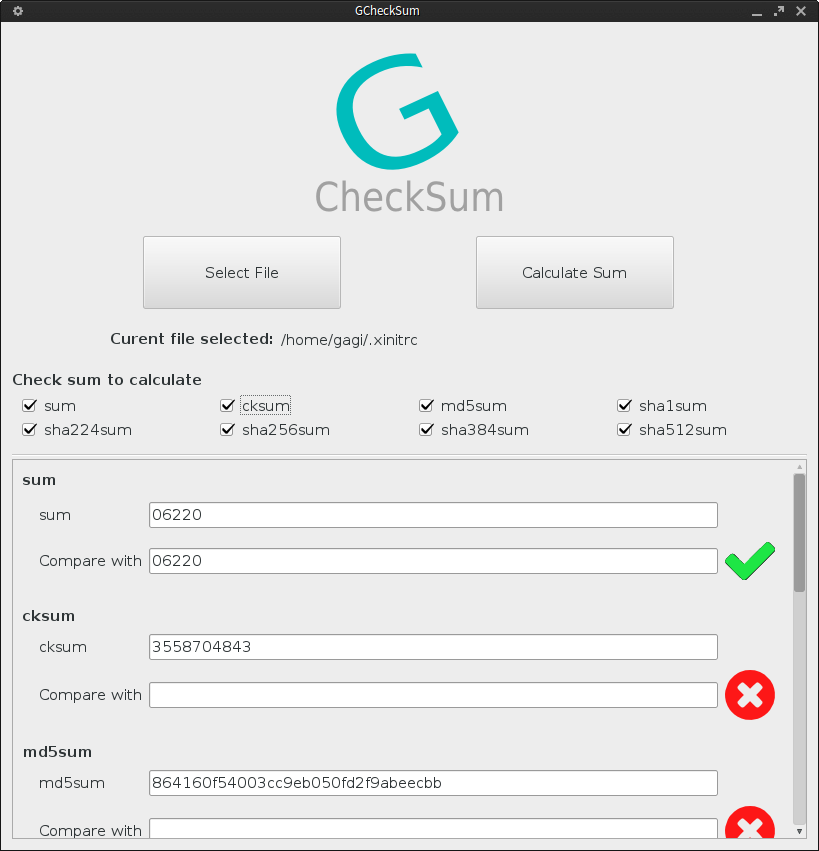 GCheckSum
G
CheckSum
Select File
Calculate Sum
Curent file selected: /home/gagi/.xinitrc
Check sum to calculate
sum cksum md5sum sha1sum
sha224sum sha256sum sha384sum sha512sum
sum
sum 06220
Compare with 06220
cksum
cksum 3558704843
Compare with
md5sum
md5sum 864160f54003cc9eb050fd2f9abeecbb
Compare with